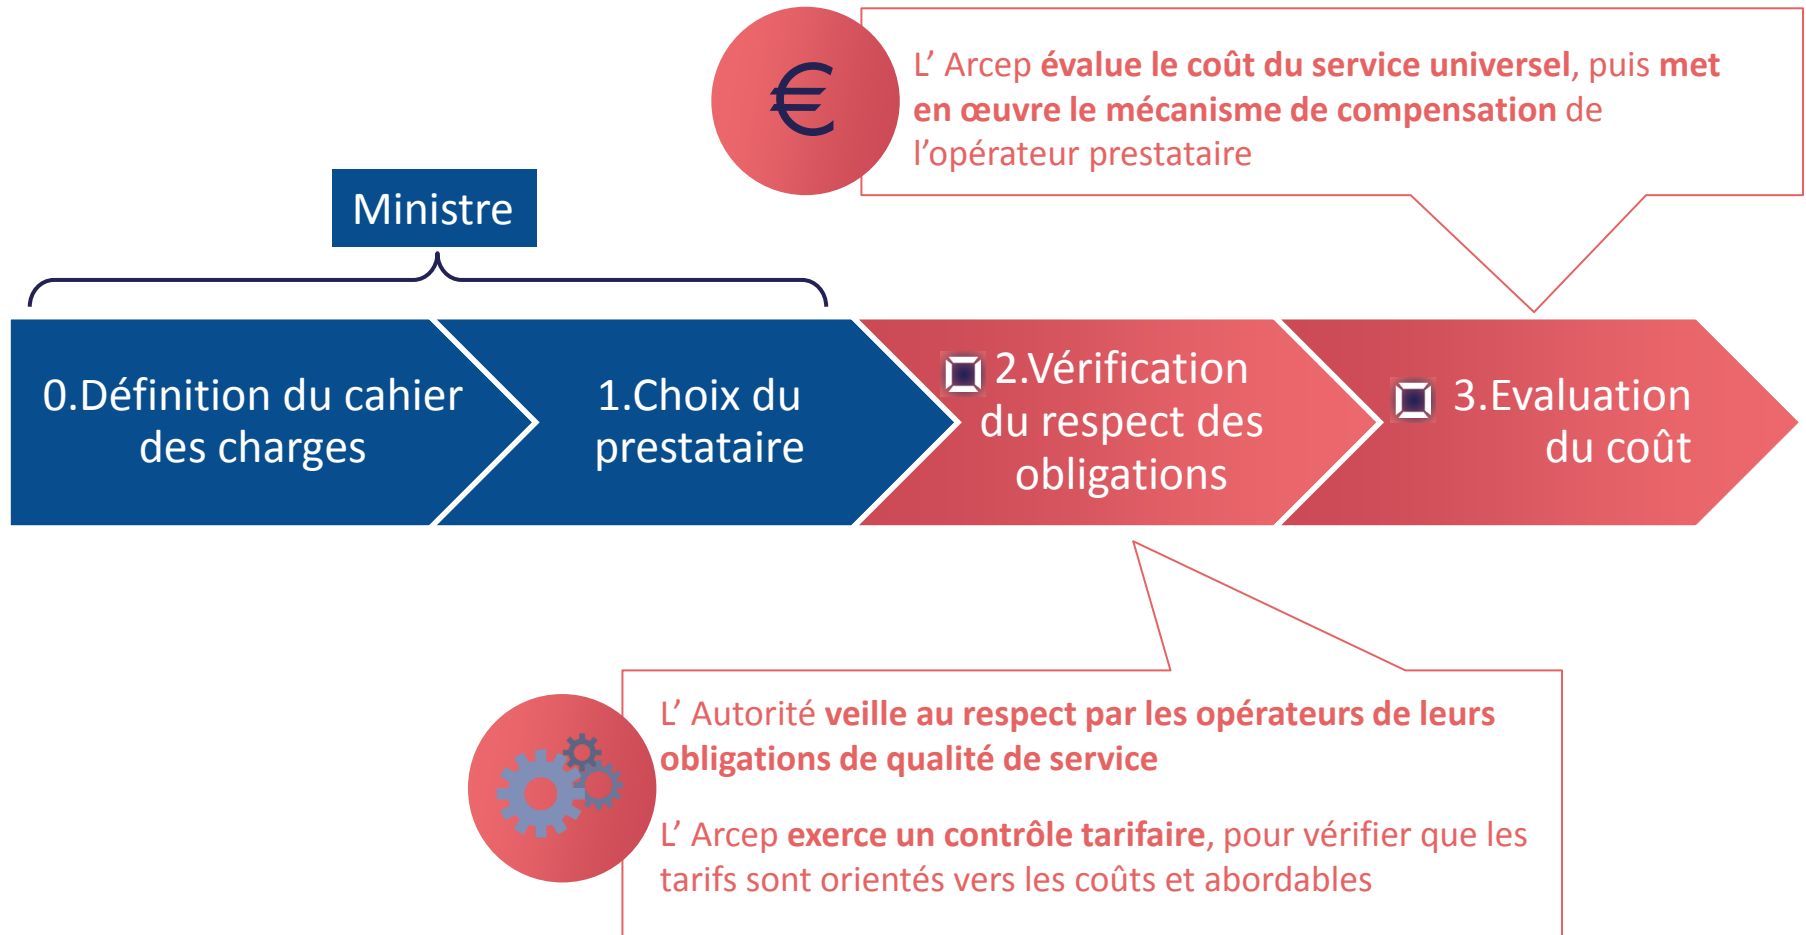 €
L’ Arcep évalue le coût du service universel, puis met
en œuvre le mécanisme de compensation de
l’opérateur prestataire
Ministre
0.Définition du cahier
des charges
1.Choix du
prestataire
2.Vérification
du respect des
obligations
3.Evaluation
du coût
L’ Autorité veille au respect par les opérateurs de leurs
obligations de qualité de service
L’ Arcep exerce un contrôle tarifaire, pour vérifier que les
tarifs sont orientés vers les coûts et abordables